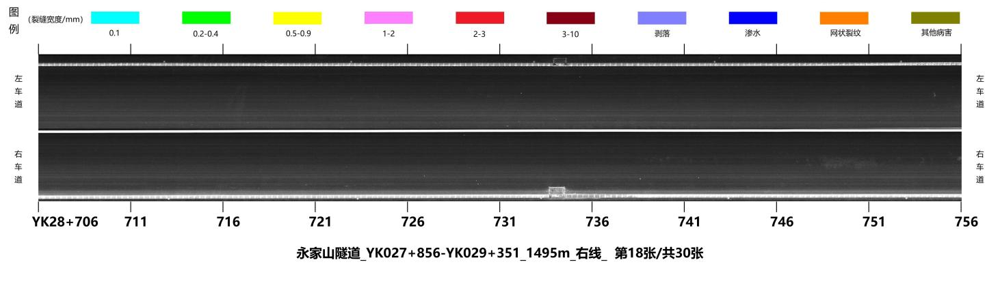 图例
(裂缝宽度/mm)
0.1 0.2-0.4 0.5-0.9 1-2 2-3 3-10 剥落 渗水 网状裂纹 其他病害
左车道 左车道
右车道 右车道
YK28+706 711 716 721 726 731 736 741 746 751 756
永家山隧道_YK027+856-YK029+351_1495m_右线_ 第18张/共30张